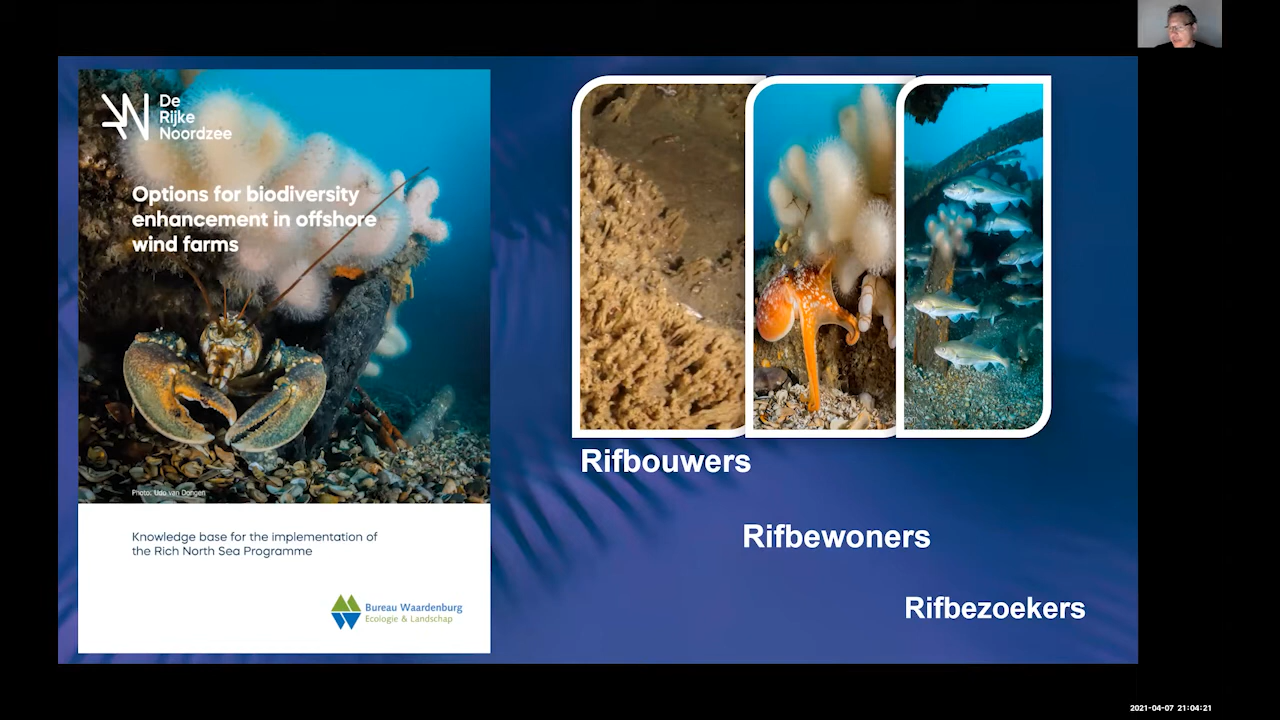 De
Rijke
Noordzee
Options for biodiversity
enhancement in offshore
wind farms
Photo: Udo van Dongen
Knowledge base for the implementation of
the Rich North Sea Programme
Bureau Waardenburg
Ecologie & Landschap
Rifbouwers
Rifbewoners
Rifbezoekers
2021-04-07 21:04:21